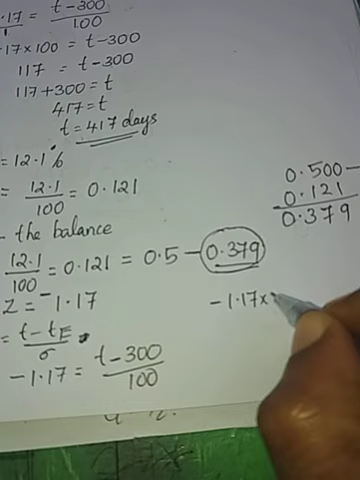 .17 = t-300/100
.17×100 = t-300
117 = t-300
117+300=t
417=t
t=417 days
=12.1%
= 12.1/100 = 0.121
0.500-
-0.121
0.379
- the balance
12.1/100 = 0.121 = 0.5-0.379
Z = -1.17
= t-tE/σ
-1.17 = t-300/100
-1.17×